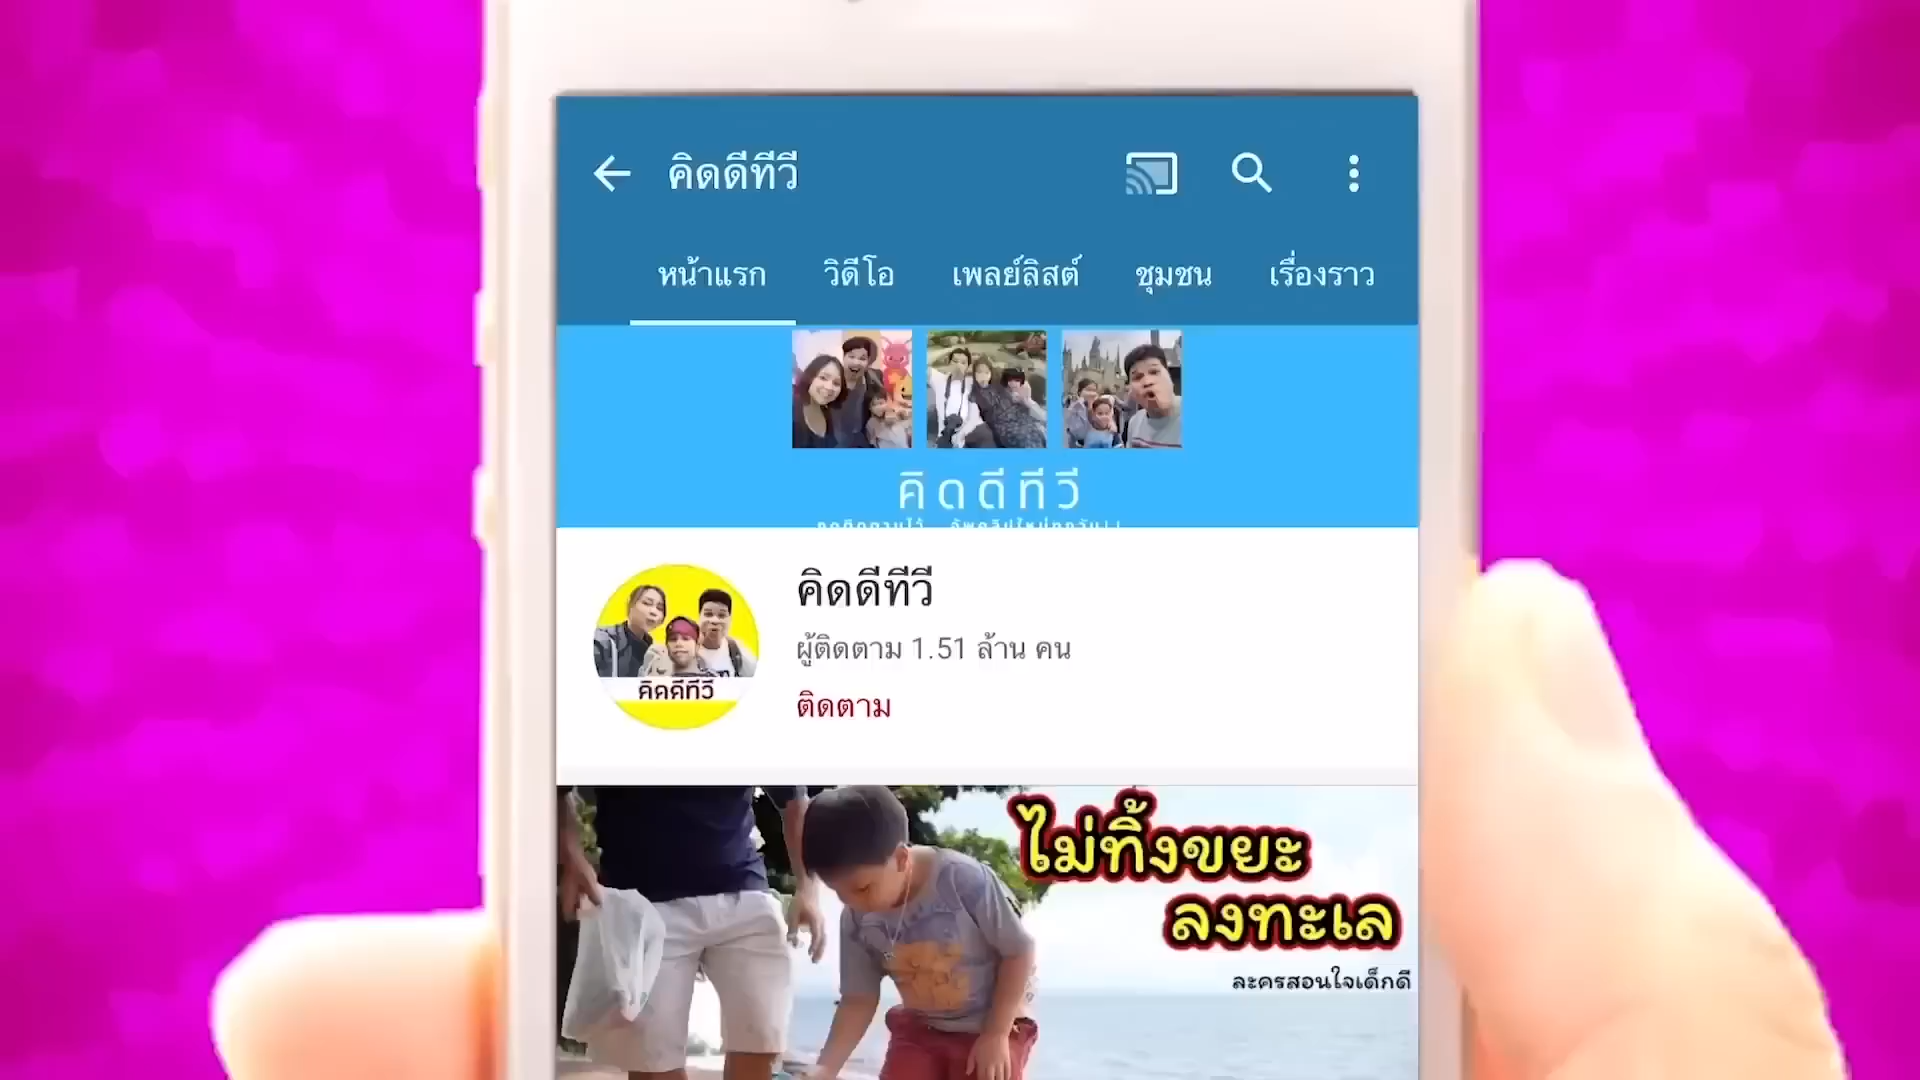 คิดดีทีวี
หน้าแรก วิดีโอ เพลย์ลิสต์ ชุมชน เรื่องราว
คิดดีทีวี
คิดดีทีวี
ผู้ติดตาม 1.51 ล้าน คน
ติดตาม
คิดดีทีวี
ไม่ทิ้งขยะ
ลงทะเล
ละครสอนใจเด็กดี